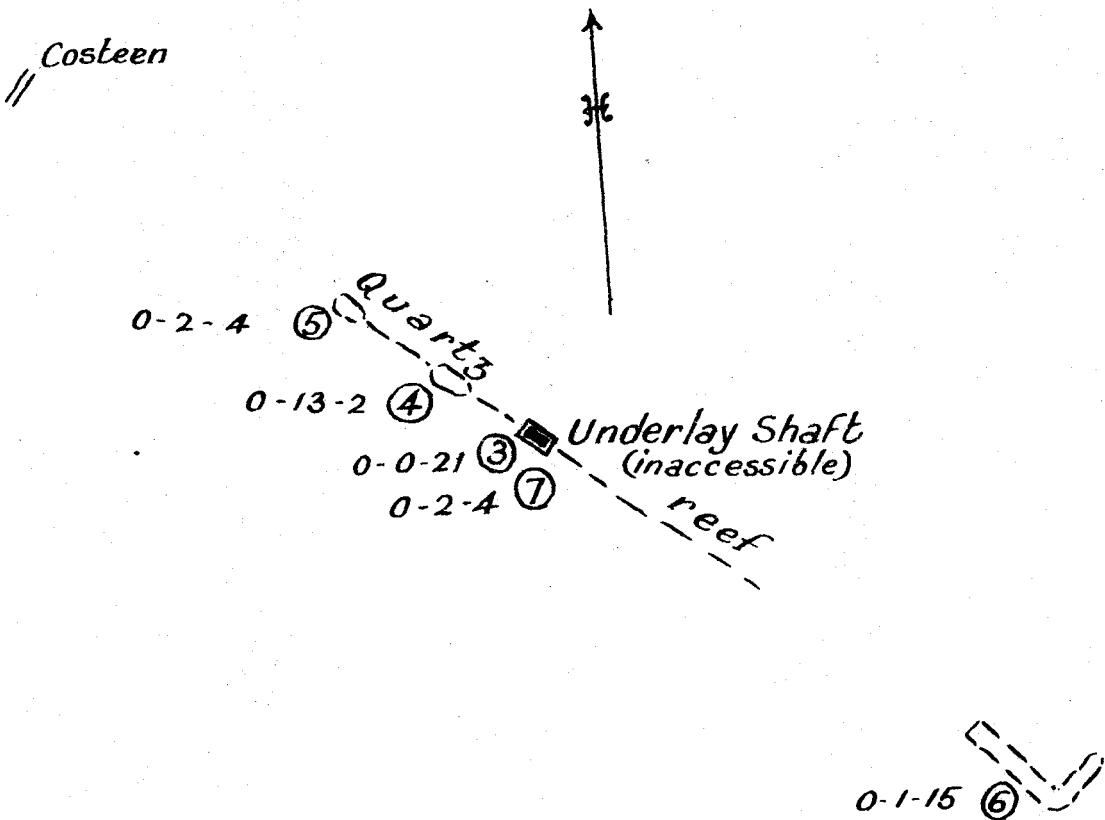 Costeen
Quartz
0-2-4 ⑤
0-13-2 ④
Underlay Shaft
(inaccessible)
0-0-21 ③
0-2-4 ⑦
reef
0-1-15 ⑥